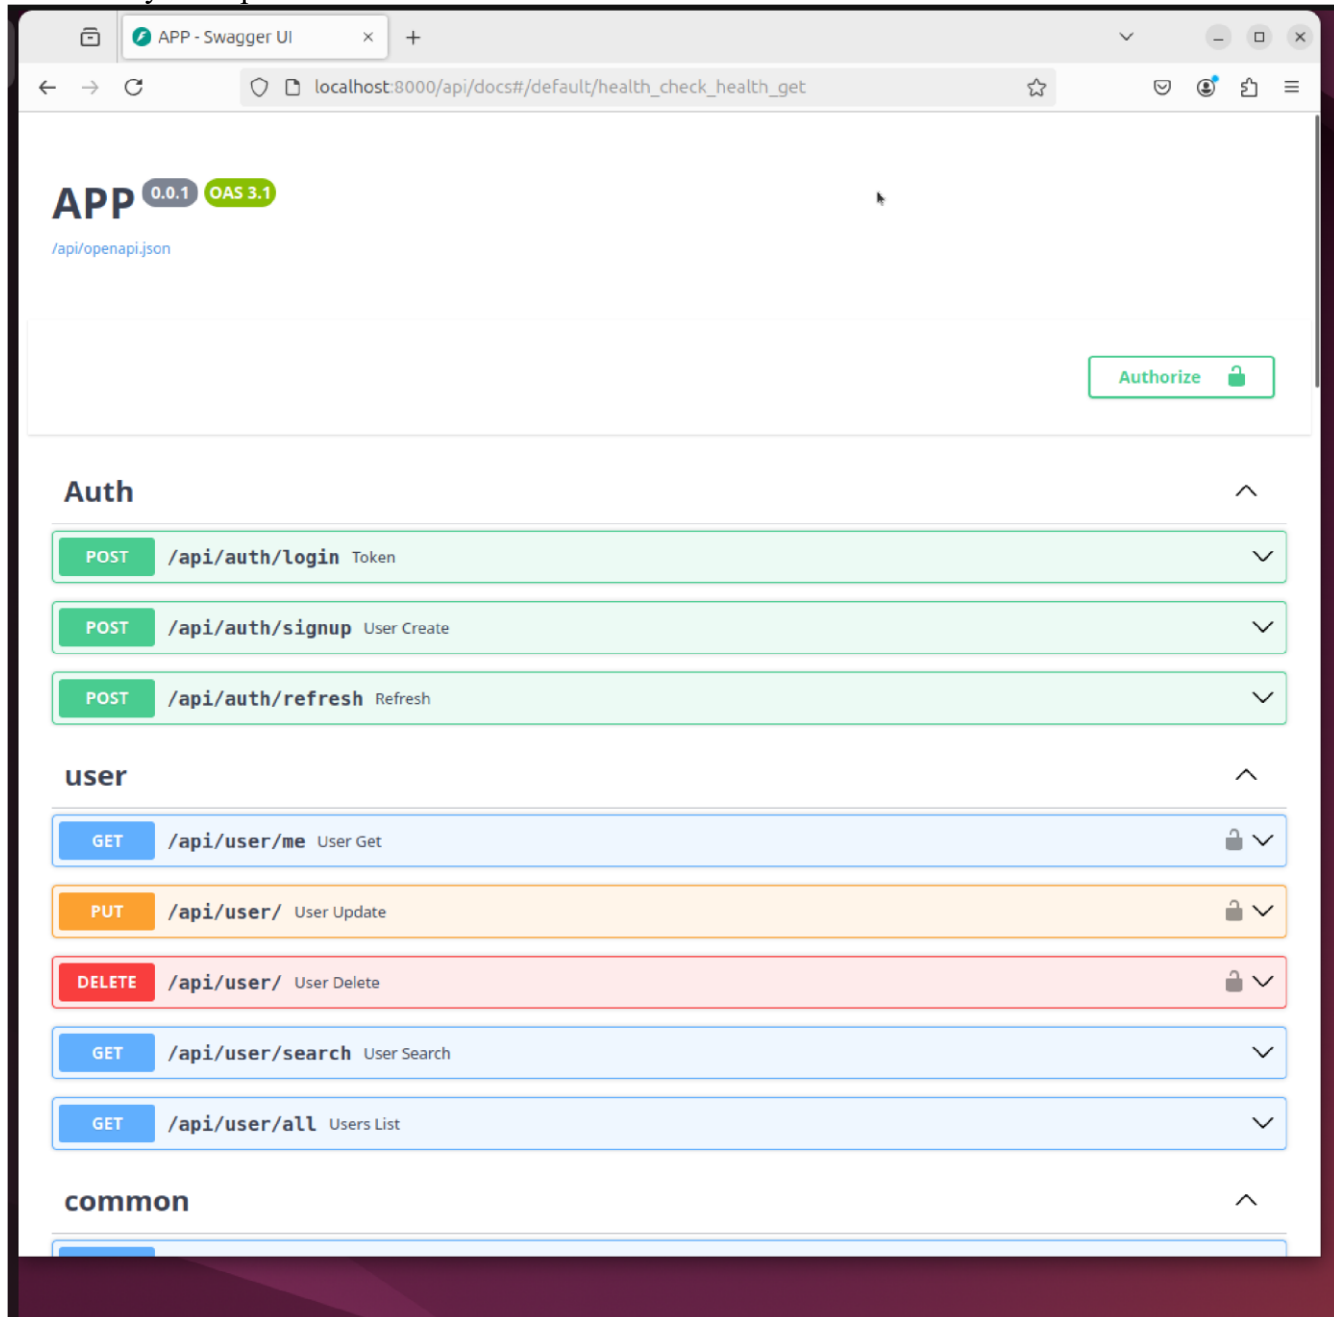 APP - Swagger UI
localhost:8000/api/docs#/default/health_check_health_get
APP 0.0.1 OAS 3.1
/api/openapi.json
Authorize
Auth
POST /api/auth/login Token
POST /api/auth/signup User Create
POST /api/auth/refresh Refresh
user
GET /api/user/me User Get
PUT /api/user/ User Update
DELETE /api/user/ User Delete
GET /api/user/search User Search
GET /api/user/all Users List
common